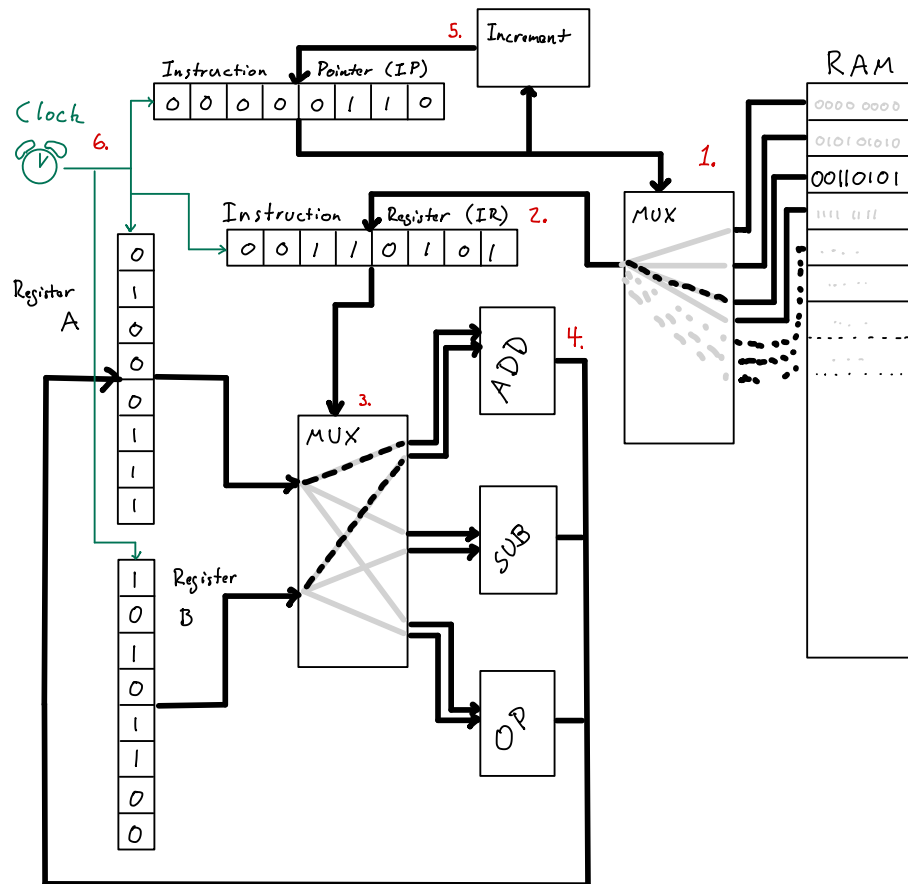 5.
Increment
Instruction Pointer (IP)
0 0 0 0 0 1 1 0
RAM
0000 0000
010101010
00110101
1111 1111
Clock
6.
1.
MUX
Instruction Register (IR)
2.
0 0 1 1 0 1 0 1
Register
A
0
1
0
0
0
1
1
1
3.
MUX
4.
ADD
SUB
OP
Register
B
1
0
1
0
1
1
0
0